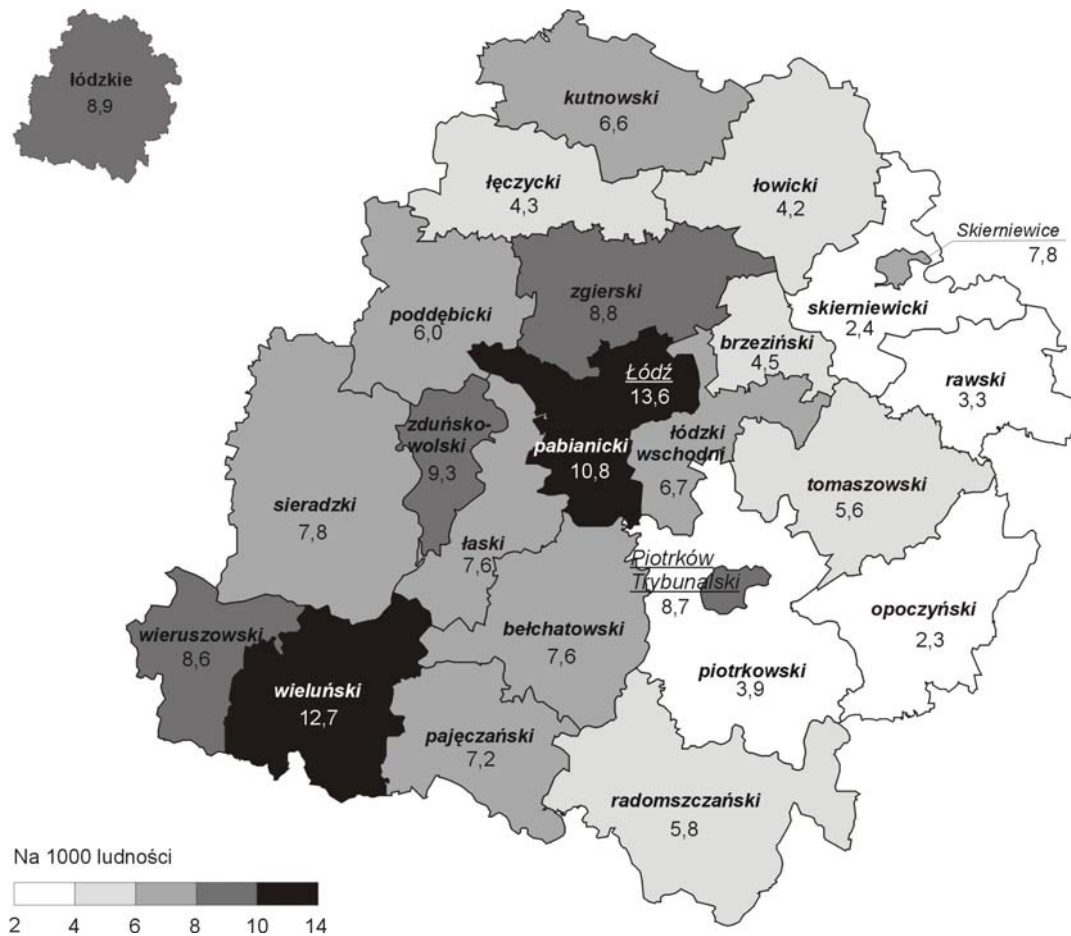 łódzkie
8,9
kutnowski
6,6
łęczycki
4,3
łowicki
4,2
Skierniewice
7,8
zgierski
8,8
skierniewicki
2,4
poddębicki
6,0
brzeziński
4,5
Łódź
13,6
rawski
3,3
zduńsko-
wolski
9,3
pabianicki
10,8
łódzki
wschodni
6,7
tomaszowski
5,6
sieradzki
7,8
łaski
7,6
Piotrków
Trybunalski
8,7
opoczyński
2,3
wieruszowski
8,6
bełchatowski
7,6
piotrkowski
3,9
wieluński
12,7
pajęczański
7,2
radomszczański
5,8
Na 1000 ludności
2 4 6 8 10 14